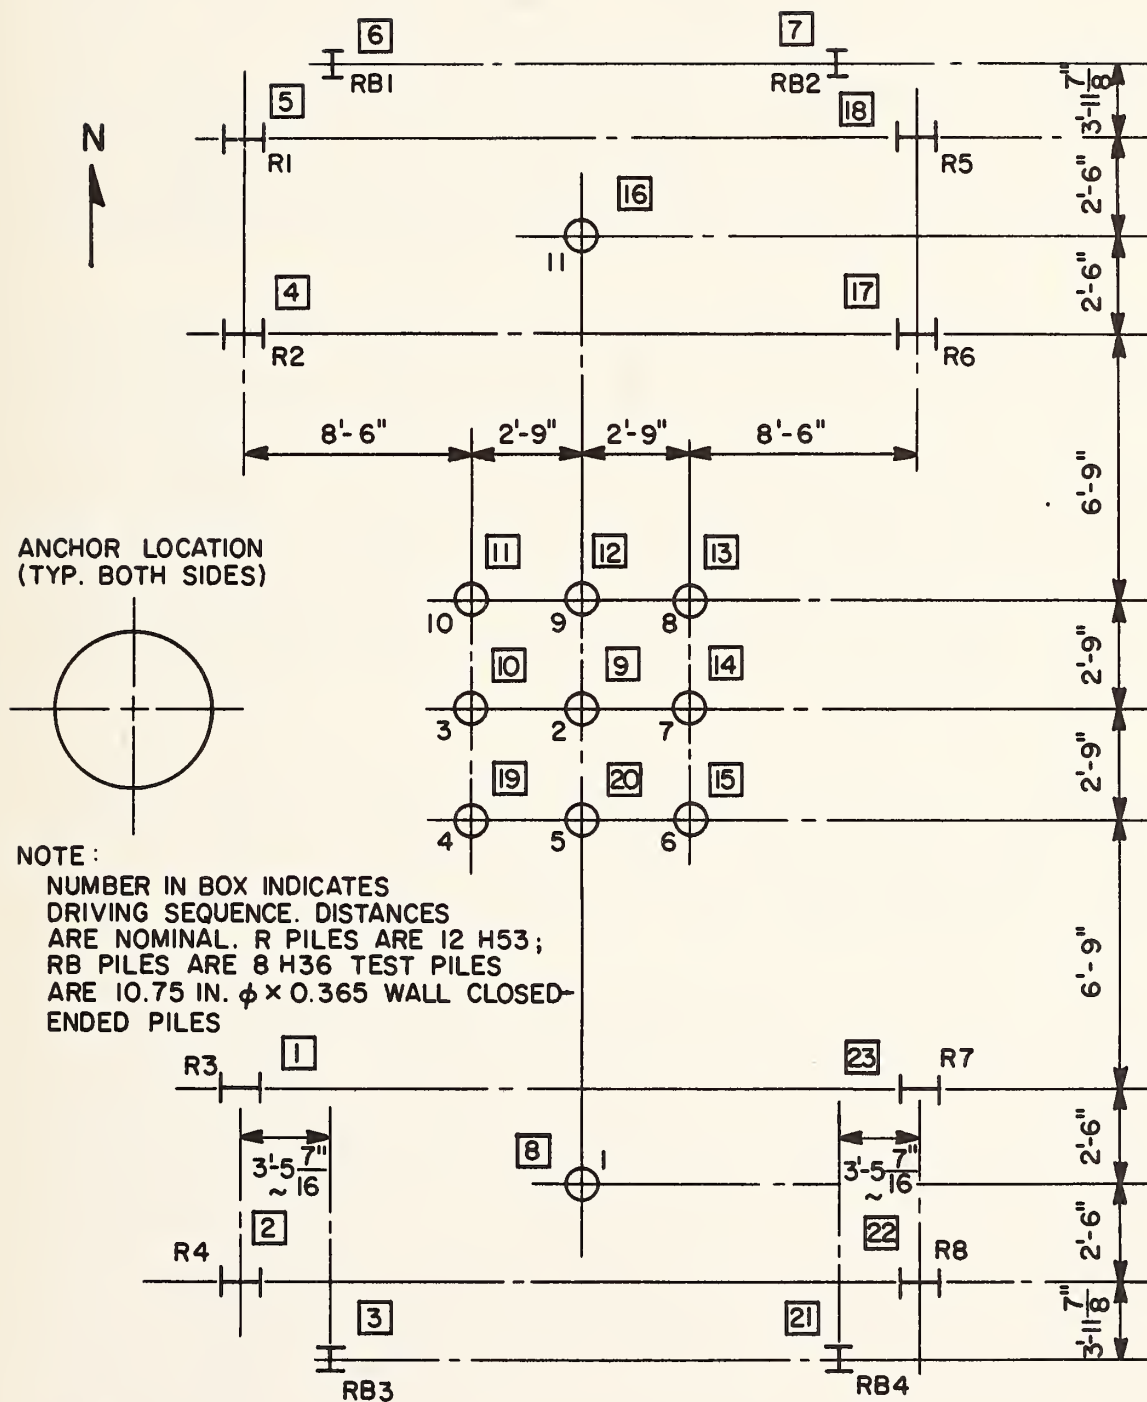 6
7
RB1
RB2
3'-11 7/8"
5
18
N
R1
R5
2'-6"
16
11
2'-6"
4
17
R2
R6
8'-6"
2'-9"
2'-9"
8'-6"
6'-9"
ANCHOR LOCATION
(TYP. BOTH SIDES)
11
12
13
10
9
8
2'-9"
10
9
14
3
2
7
2'-9"
19
20
15
4
5
6
NOTE:
NUMBER IN BOX INDICATES
DRIVING SEQUENCE. DISTANCES
ARE NOMINAL. R PILES ARE 12 H53;
RB PILES ARE 8 H36 TEST PILES
ARE 10.75 IN. ϕ × 0.365 WALL CLOSED-
ENDED PILES
6'-9"
R3
1
23
R7
2'-6"
3'-5 7/16"
~
8
1
3'-5 7/16"
~
2'-6"
R4
2
22
R8
3'-11 7/8"
3
21
RB3
RB4